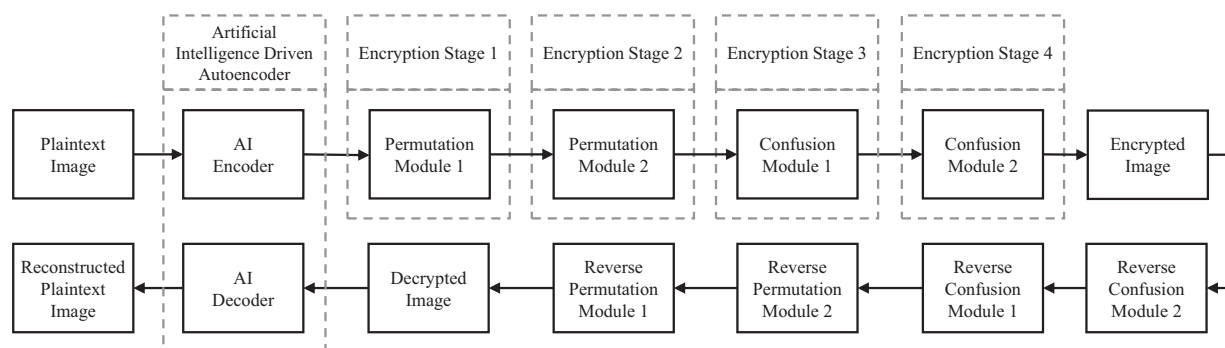 Artificial
Intelligence Driven
Autoencoder
Encryption Stage 1
Encryption Stage 2
Encryption Stage 3
Encryption Stage 4
Plaintext
Image
AI
Encoder
Permutation
Module 1
Permutation
Module 2
Confusion
Module 1
Confusion
Module 2
Encrypted
Image
Reconstructed
Plaintext
Image
AI
Decoder
Decrypted
Image
Reverse
Permutation
Module 1
Reverse
Permutation
Module 2
Reverse
Confusion
Module 1
Reverse
Confusion
Module 2